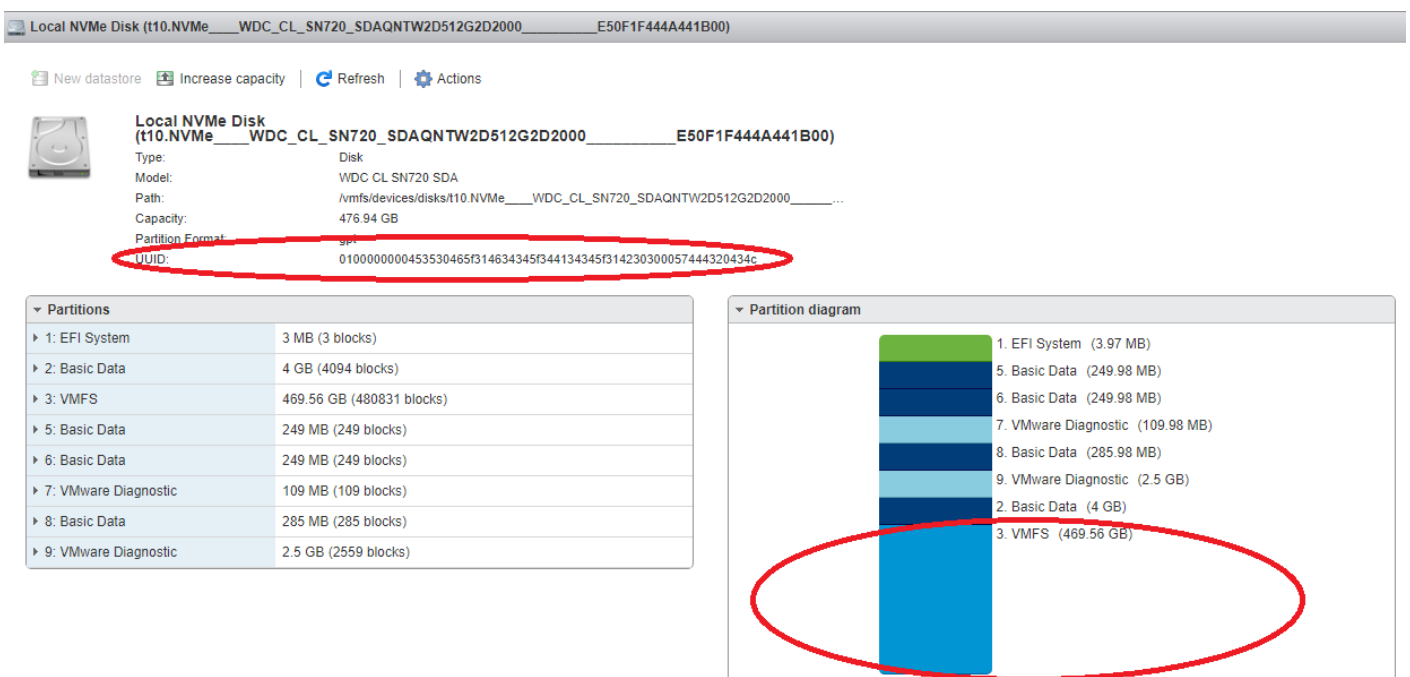 Local NVMe Disk (t10.NVMe____WDC_CL_SN720_SDAQNTW2D512G2D2000__________E50F1F444A441B00)
New datastore Increase capacity Refresh Actions
Local NVMe Disk
(t10.NVMe____WDC_CL_SN720_SDAQNTW2D512G2D2000__________E50F1F444A441B00)
Type: Disk
Model: WDC CL SN720 SDA
Path: /vmfs/devices/disks/t10.NVMe____WDC_CL_SN720_SDAQNTW2D512G2D2000______...
Capacity: 476.94 GB
Partition Format: gpt
UUID: 0100000000453530465f314634345f344134345f314230300057444320434c
Partitions
1: EFI System 3 MB (3 blocks)
2: Basic Data 4 GB (4094 blocks)
3: VMFS 469.56 GB (480831 blocks)
5: Basic Data 249 MB (249 blocks)
6: Basic Data 249 MB (249 blocks)
7: VMware Diagnostic 109 MB (109 blocks)
8: Basic Data 285 MB (285 blocks)
9: VMware Diagnostic 2.5 GB (2559 blocks)
Partition diagram
1. EFI System (3.97 MB)
5. Basic Data (249.98 MB)
6. Basic Data (249.98 MB)
7. VMware Diagnostic (109.98 MB)
8. Basic Data (285.98 MB)
9. VMware Diagnostic (2.5 GB)
2. Basic Data (4 GB)
3. VMFS (469.56 GB)